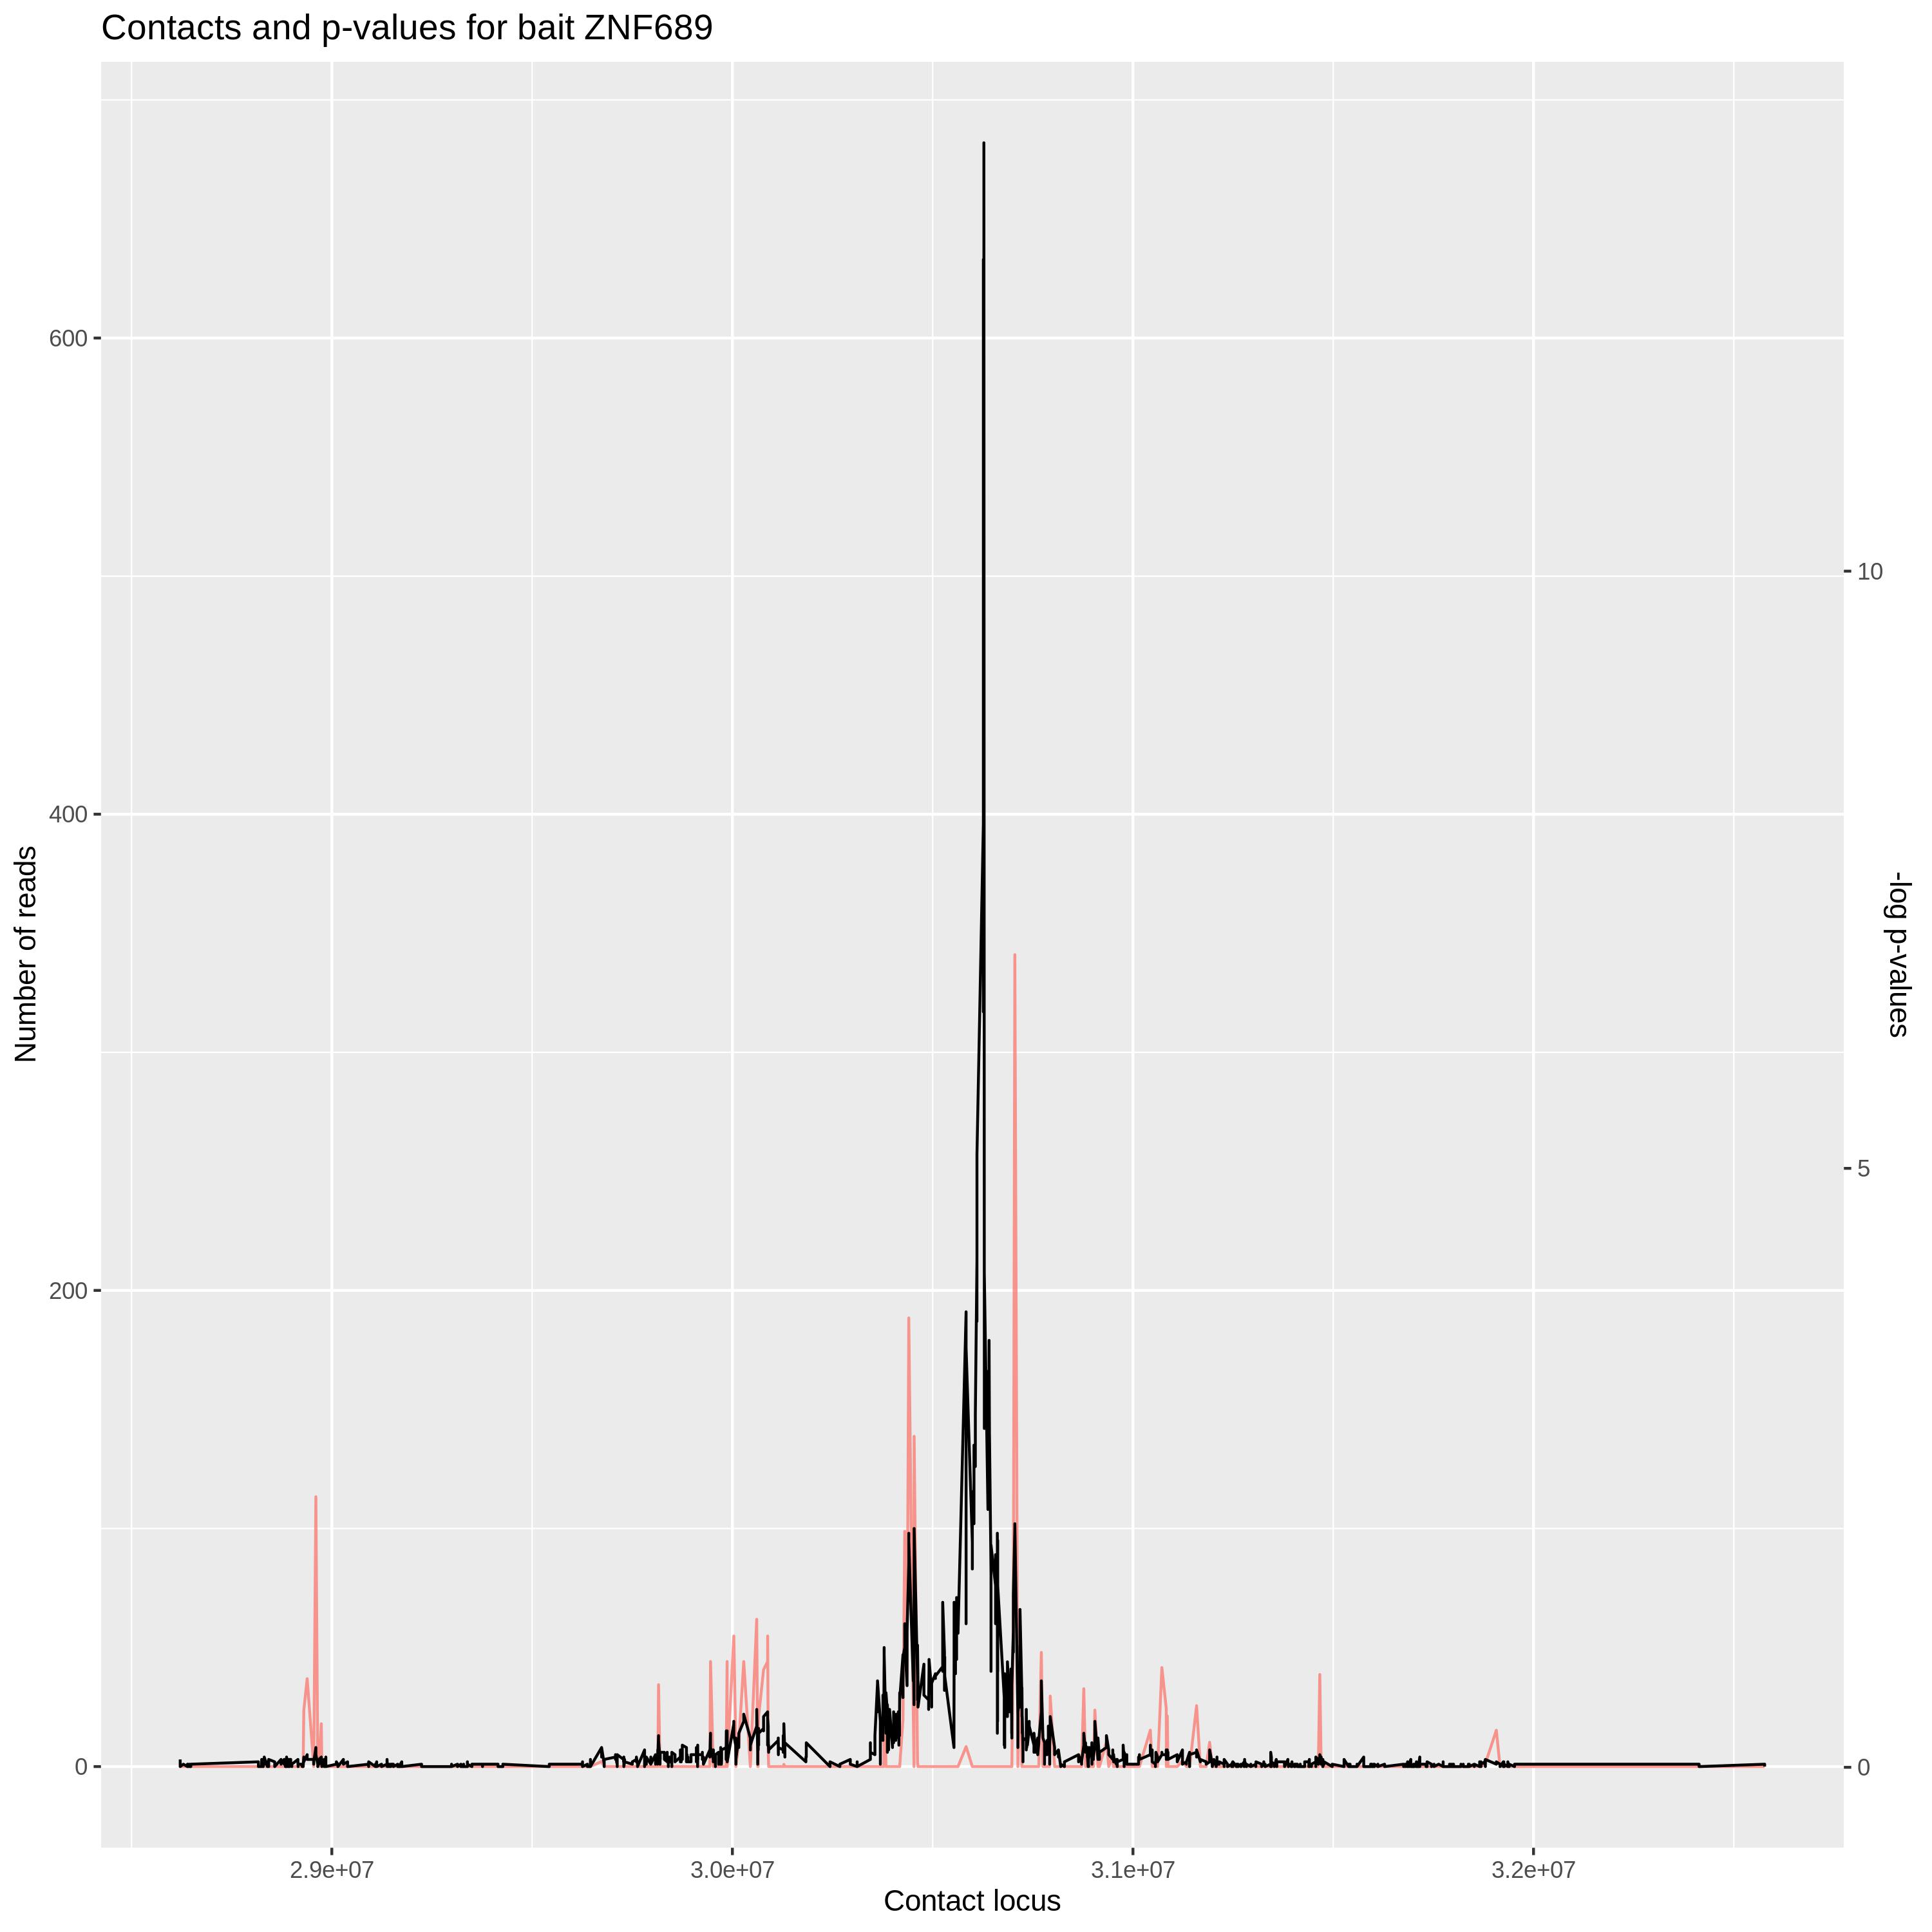 Contacts and p-values for bait ZNF689
600
400
200
0
Number of reads
10
5
0
-log p-values
2.9e+07 3.0e+07 3.1e+07 3.2e+07
Contact locus